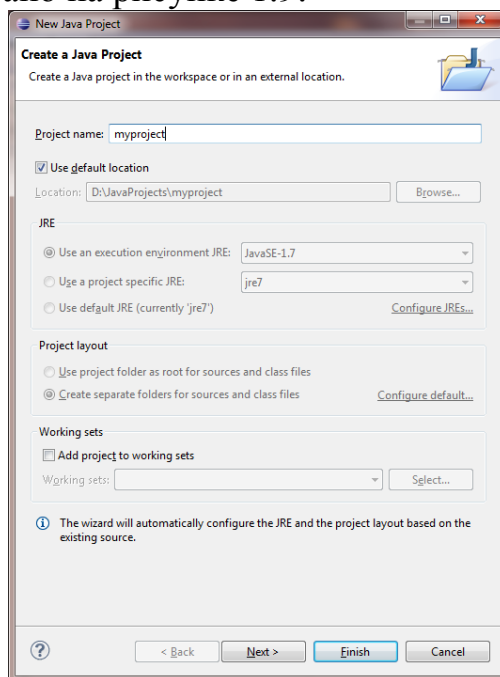 на рисунке 1.9.
New Java Project
Create a Java Project
Create a Java project in the workspace or in an external location.
Project name: myproject
Use default location
Location: D:\JavaProjects\myproject Browse...
JRE
Use an execution environment JRE: JavaSE-1.7
Use a project specific JRE: jre7
Use default JRE (currently 'jre7') Configure JREs...
Project layout
Use project folder as root for sources and class files
Create separate folders for sources and class files Configure default...
Working sets
Add project to working sets
Working sets: Select...
The wizard will automatically configure the JRE and the project layout based on the
existing source.
? < Back Next > Finish Cancel